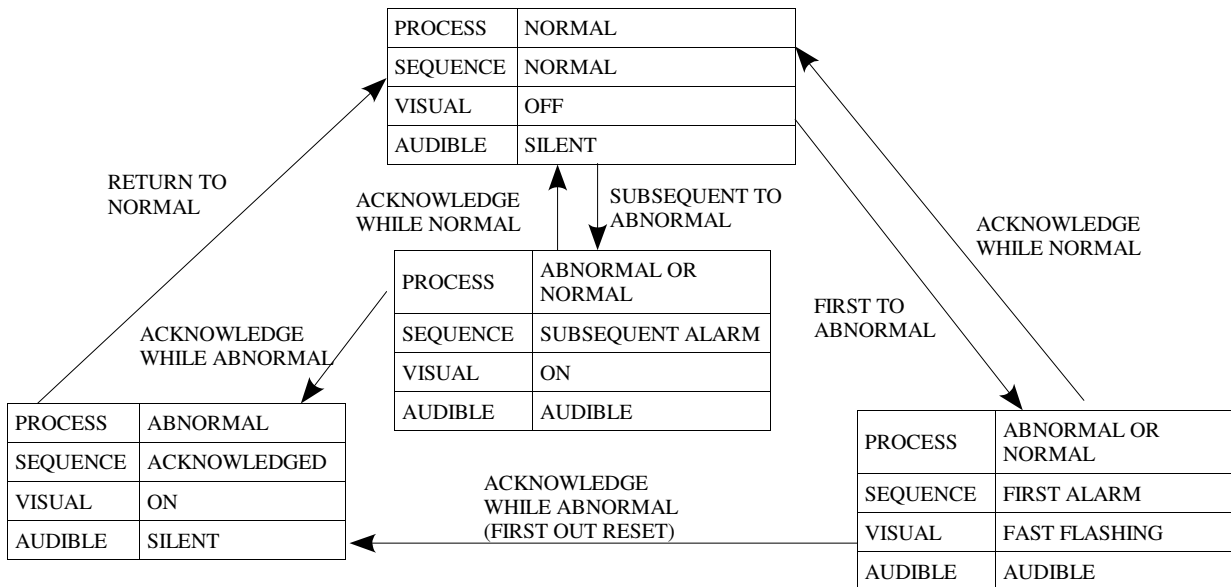 PROCESS NORMAL
SEQUENCE NORMAL
VISUAL OFF
AUDIBLE SILENT
RETURN TO
NORMAL
ACKNOWLEDGE
WHILE NORMAL
SUBSEQUENT TO
ABNORMAL
ACKNOWLEDGE
WHILE NORMAL
PROCESS ABNORMAL OR
NORMAL
SEQUENCE SUBSEQUENT ALARM
VISUAL ON
AUDIBLE AUDIBLE
FIRST TO
ABNORMAL
ACKNOWLEDGE
WHILE ABNORMAL
PROCESS ABNORMAL
SEQUENCE ACKNOWLEDGED
VISUAL ON
AUDIBLE SILENT
ACKNOWLEDGE
WHILE ABNORMAL
(FIRST OUT RESET)
PROCESS ABNORMAL OR
NORMAL
SEQUENCE FIRST ALARM
VISUAL FAST FLASHING
AUDIBLE AUDIBLE